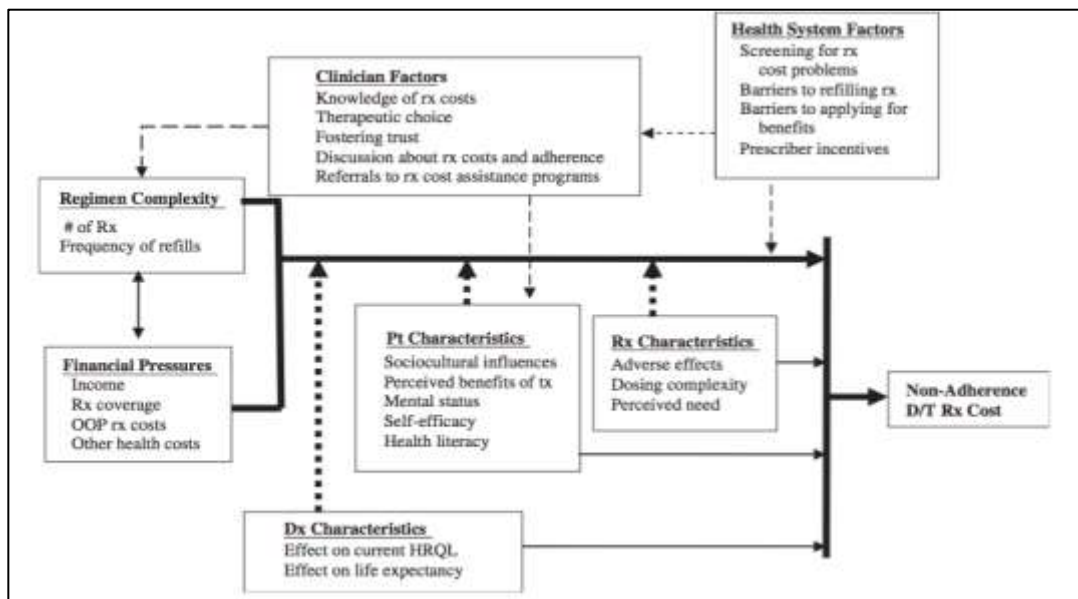 Health System Factors
Screening for rx
cost problems
Barriers to refilling rx
Barriers to applying for
benefits
Prescriber incentives
Clinician Factors
Knowledge of rx costs
Therapeutic choice
Fostering trust
Discussion about rx costs and adherence
Referrals to rx cost assistance programs
Regimen Complexity
# of Rx
Frequency of refills
Financial Pressures
Income
Rx coverage
OOP rx costs
Other health costs
Pt Characteristics
Sociocultural influences
Perceived benefits of tx
Mental status
Self-efficacy
Health literacy
Rx Characteristics
Adverse effects
Dosing complexity
Perceived need
Non-Adherence
D/T Rx Cost
Dx Characteristics
Effect on current HRQL
Effect on life expectancy